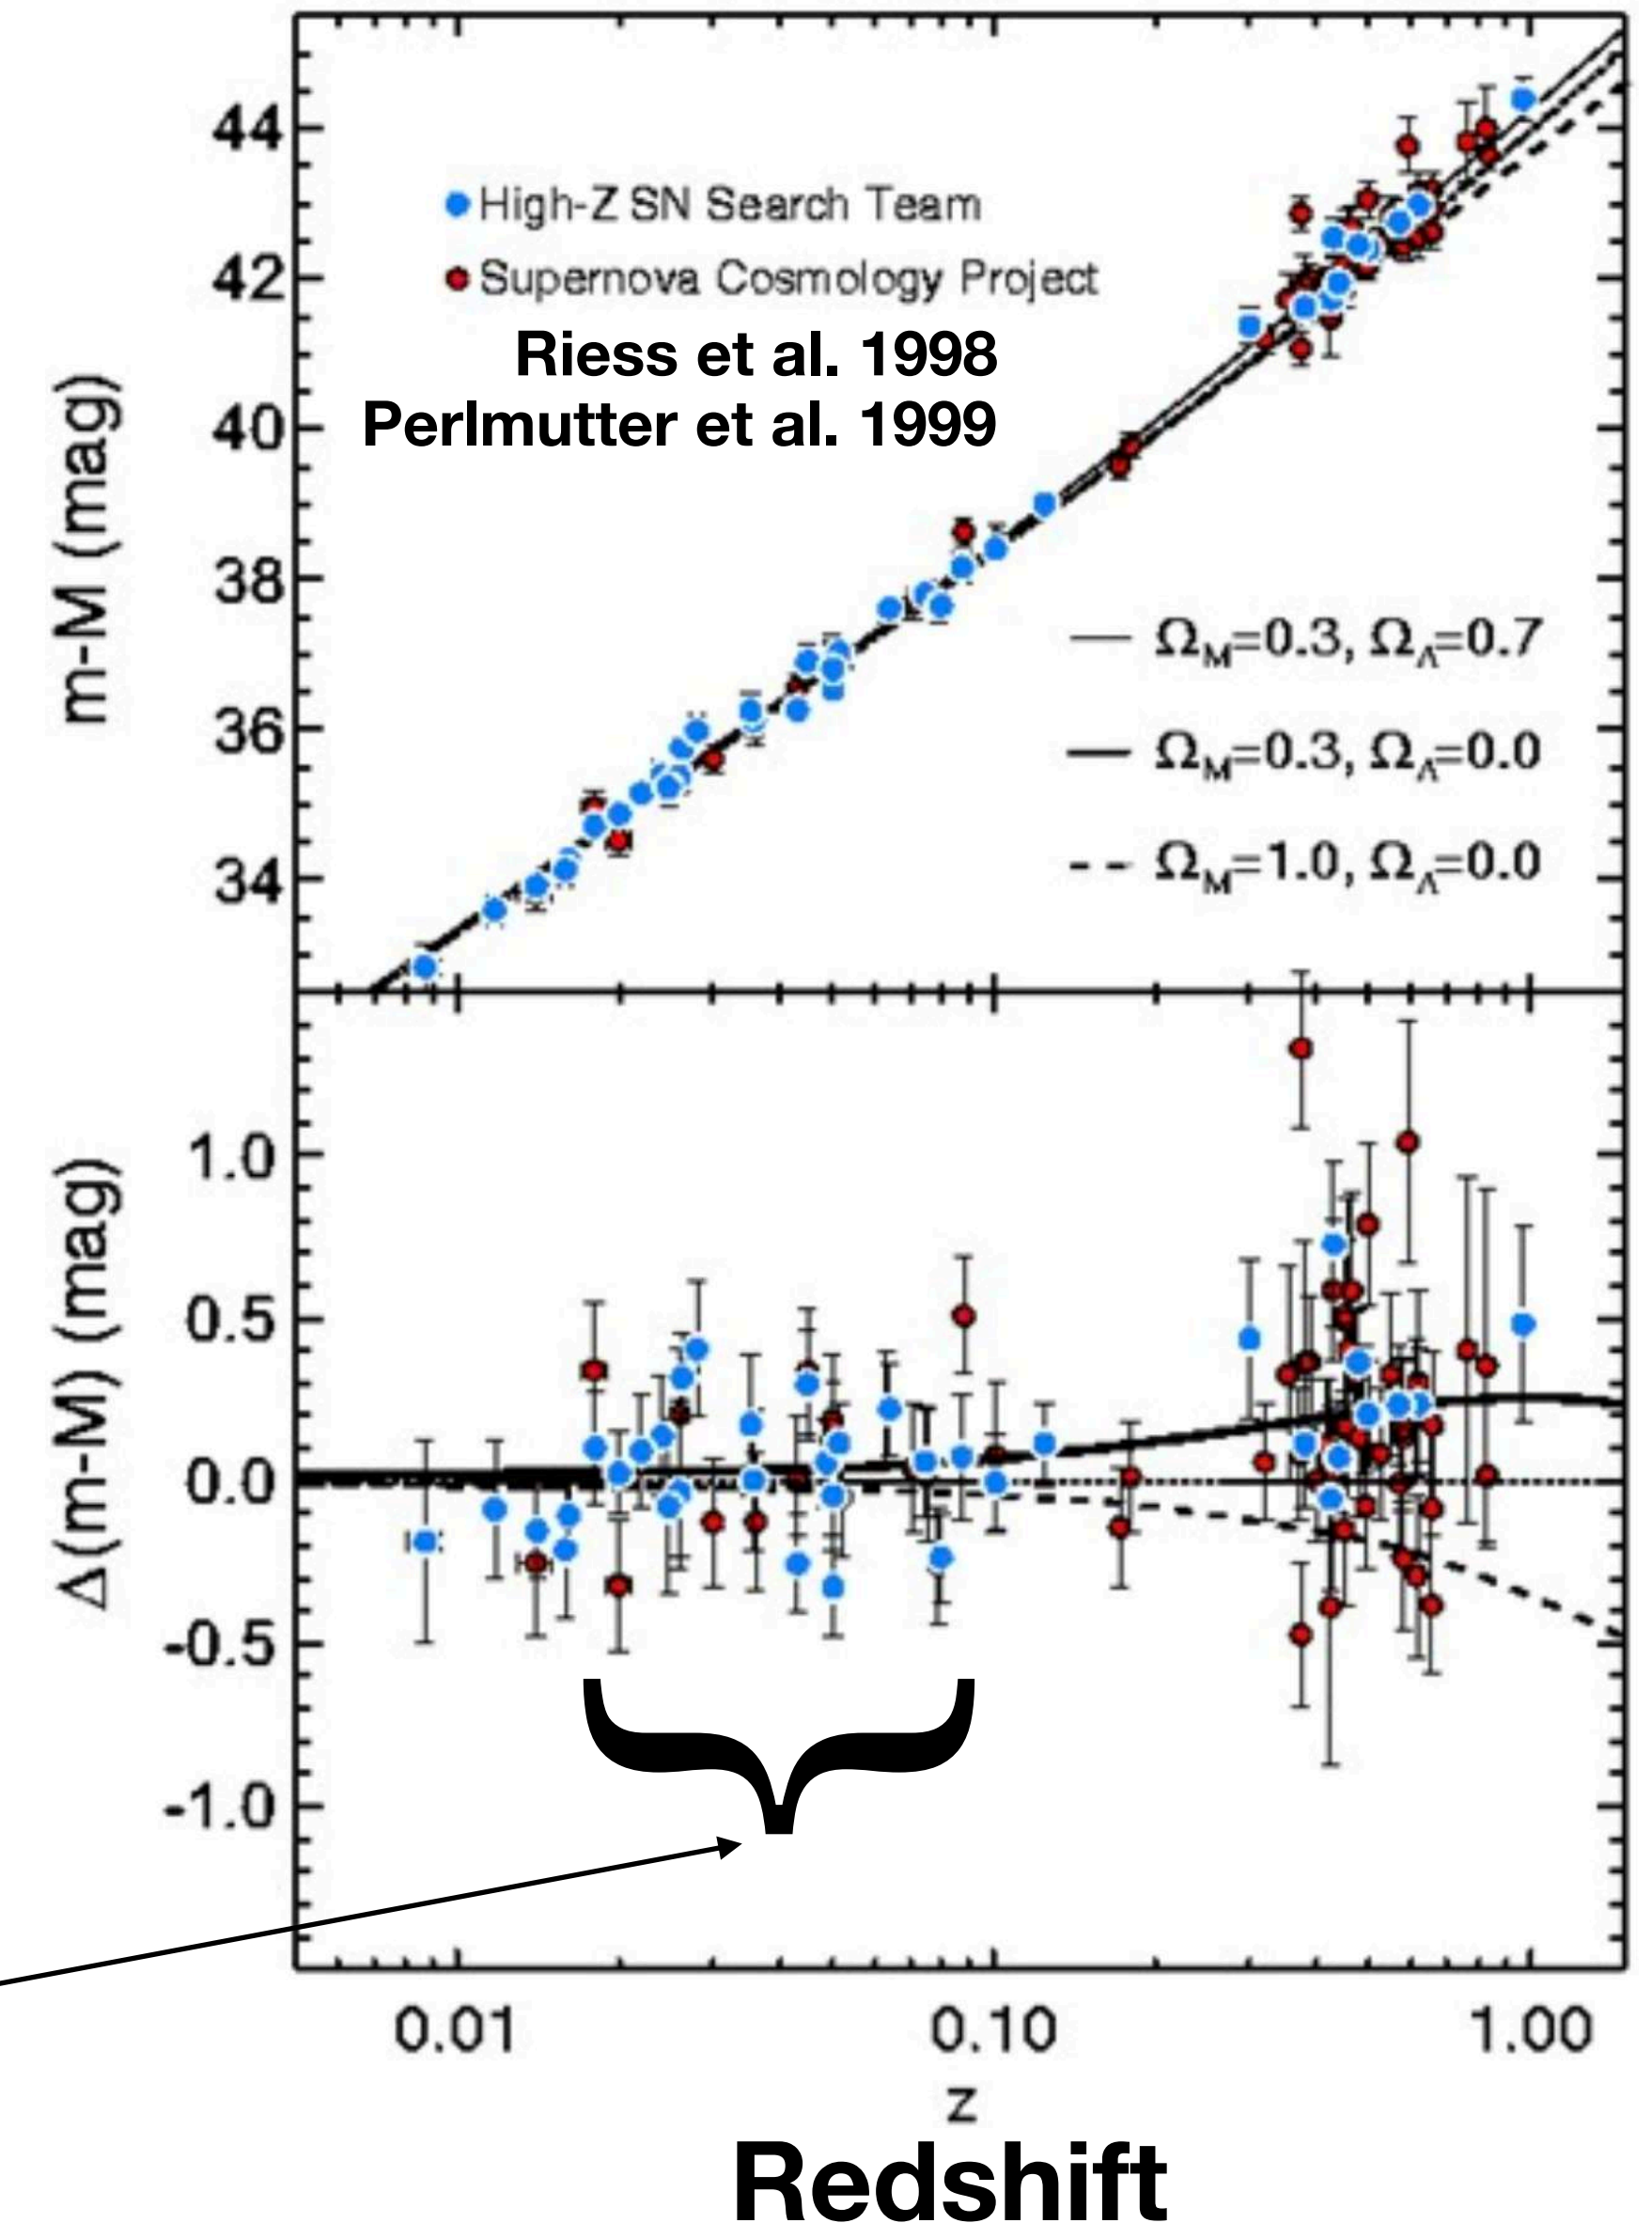 44
High-Z SN Search Team
42
Supernova Cosmology Project
Riess et al. 1998
40
Perlmutter et al. 1999
m-M (mag)
38
Ω_M=0.3, Ω_Λ=0.7
36
Ω_M=0.3, Ω_Λ=0.0
34
Ω_M=1.0, Ω_Λ=0.0
1.0
0.5
Δ(m-M) (mag)
0.0
-0.5
-1.0
0.01 0.10 1.00
z
Redshift